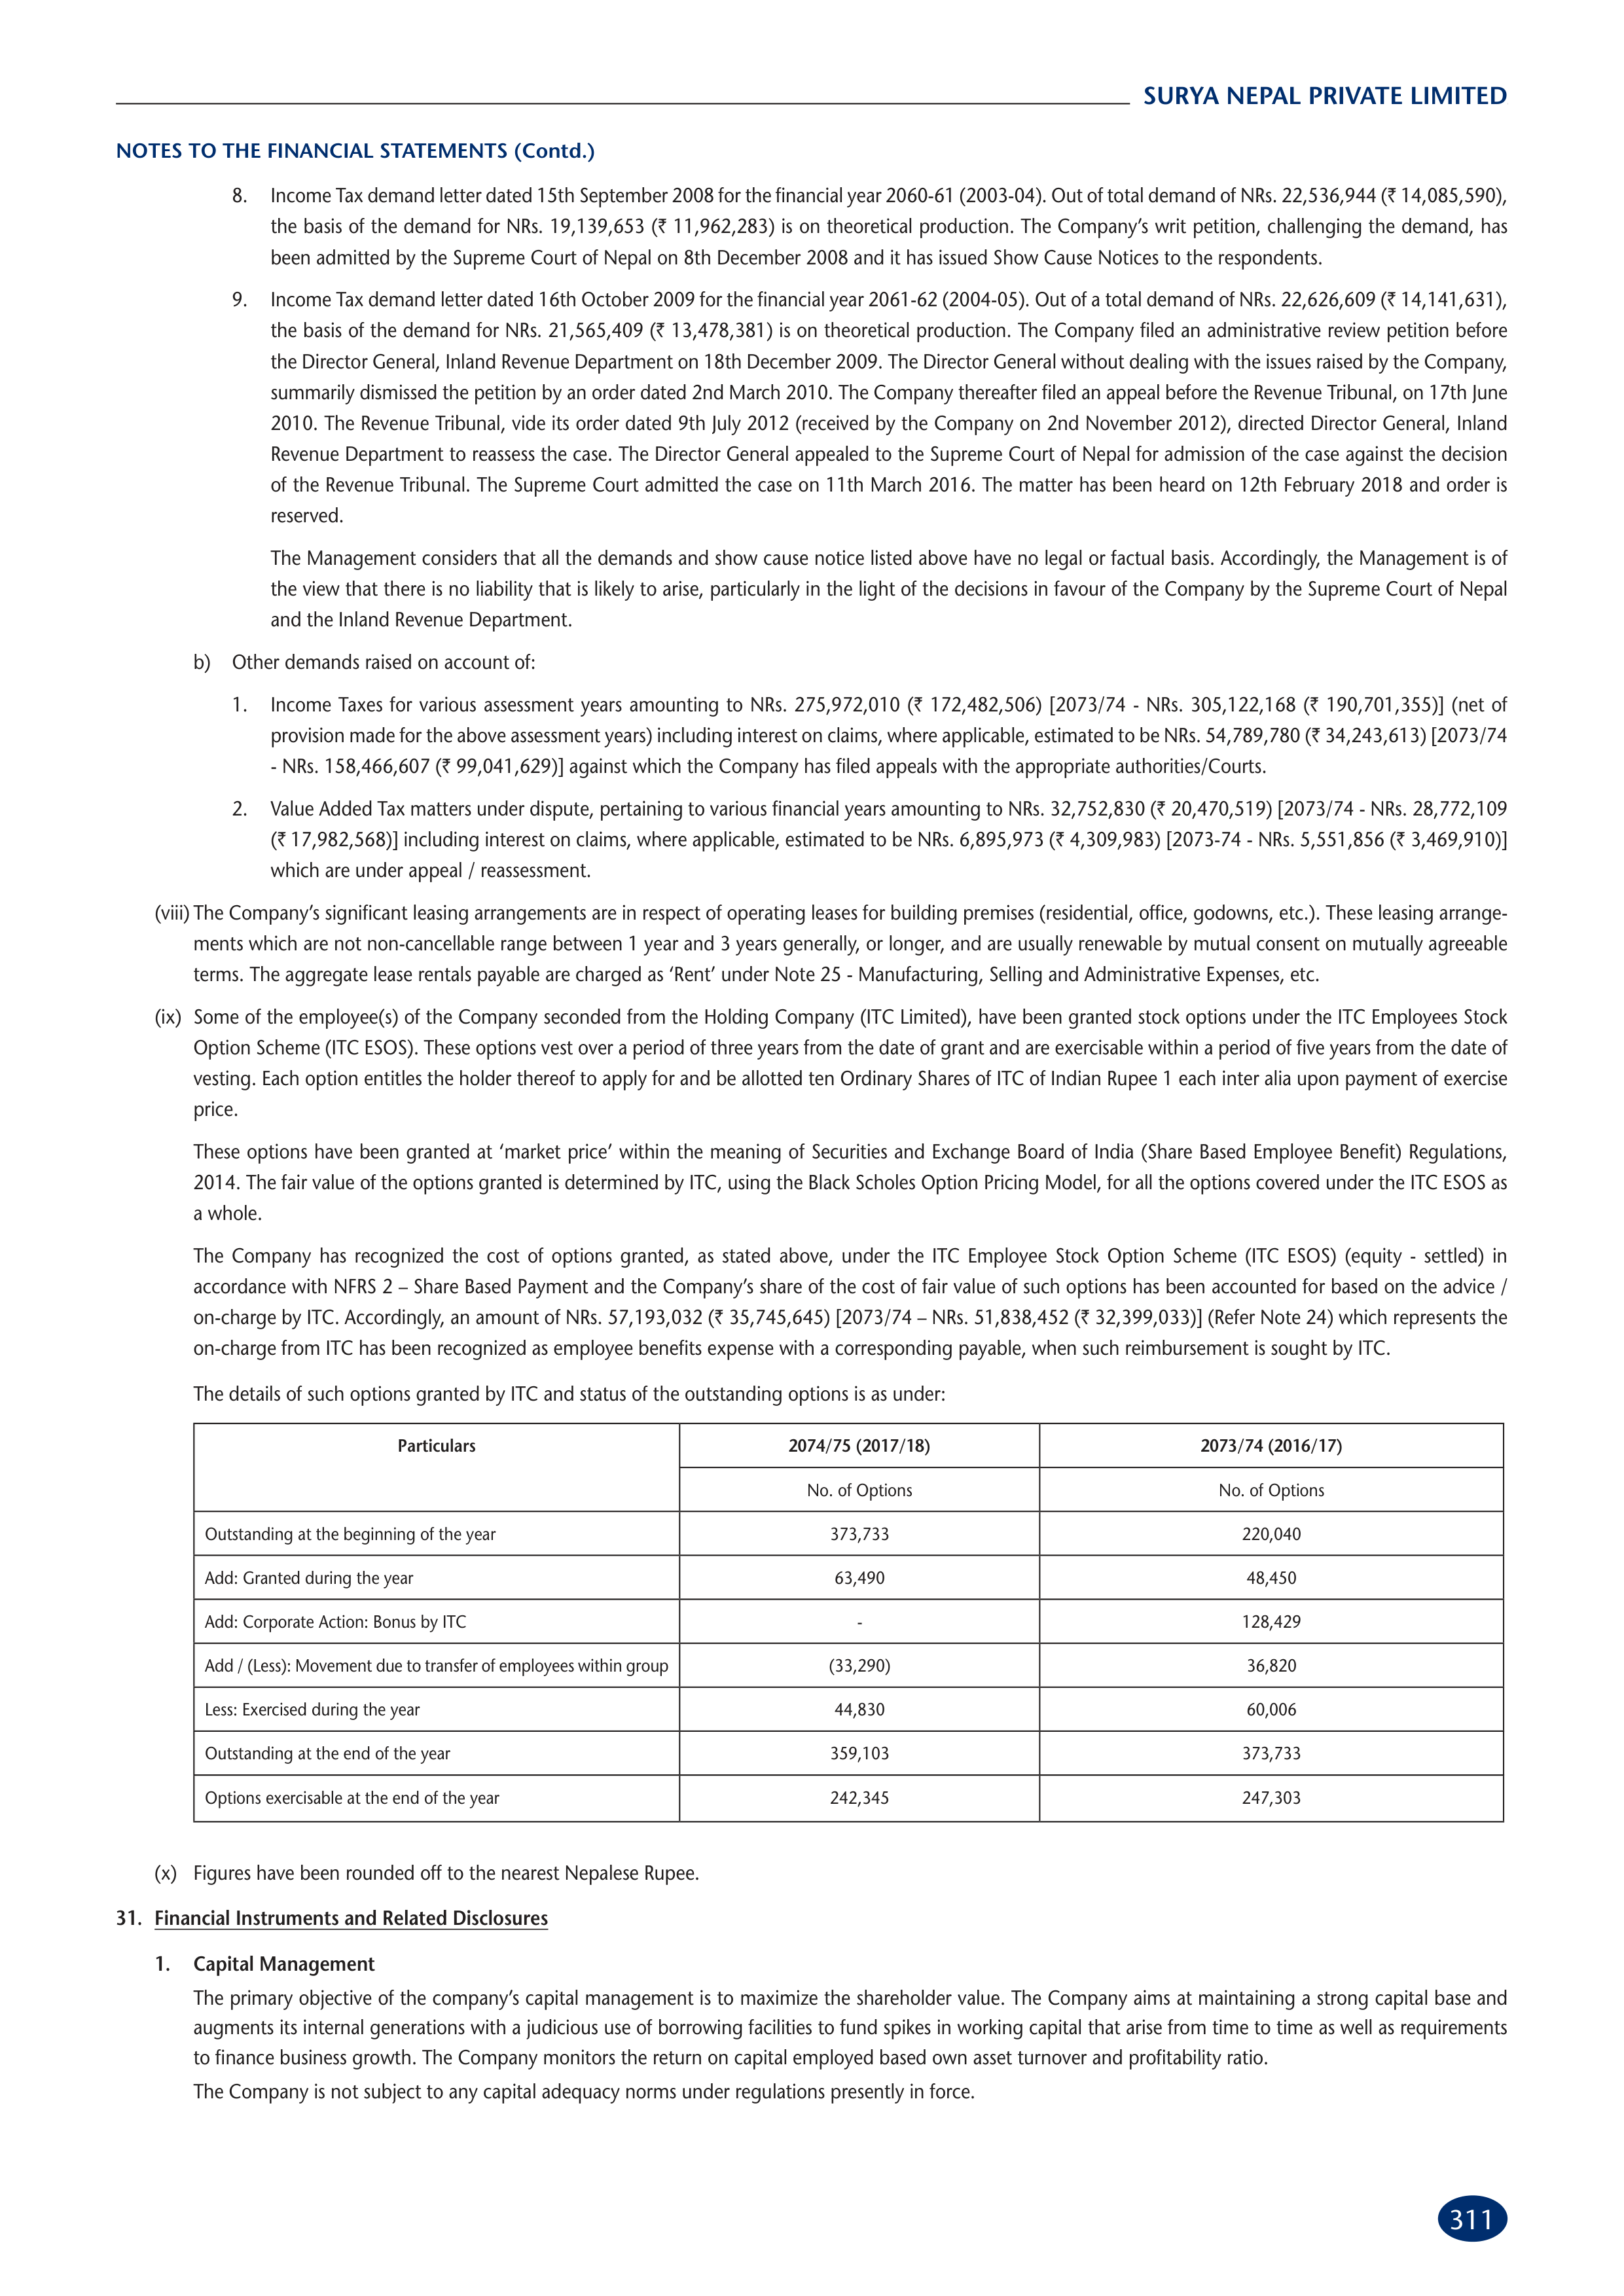 SURYA NEPAL PRIVATE LIMITED
NOTES TO THE FINANCIAL STATEMENTS (Contd.)
8. Income Tax demand letter dated 15th September 2008 for the financial year 2060-61 (2003-04). Out of total demand of NRs. 22,536,944 (₹ 14,085,590),
the basis of the demand for NRs. 19,139,653 (₹ 11,962,283) is on theoretical production. The Company’s writ petition, challenging the demand, has
been admitted by the Supreme Court of Nepal on 8th December 2008 and it has issued Show Cause Notices to the respondents.
9. Income Tax demand letter dated 16th October 2009 for the financial year 2061-62 (2004-05). Out of a total demand of NRs. 22,626,609 (₹ 14,141,631),
the basis of the demand for NRs. 21,565,409 (₹ 13,478,381) is on theoretical production. The Company filed an administrative review petition before
the Director General, Inland Revenue Department on 18th December 2009. The Director General without dealing with the issues raised by the Company,
summarily dismissed the petition by an order dated 2nd March 2010. The Company thereafter filed an appeal before the Revenue Tribunal, on 17th June
2010. The Revenue Tribunal, vide its order dated 9th July 2012 (received by the Company on 2nd November 2012), directed Director General, Inland
Revenue Department to reassess the case. The Director General appealed to the Supreme Court of Nepal for admission of the case against the decision
of the Revenue Tribunal. The Supreme Court admitted the case on 11th March 2016. The matter has been heard on 12th February 2018 and order is
reserved.
The Management considers that all the demands and show cause notice listed above have no legal or factual basis. Accordingly, the Management is of
the view that there is no liability that is likely to arise, particularly in the light of the decisions in favour of the Company by the Supreme Court of Nepal
and the Inland Revenue Department.
b) Other demands raised on account of:
1. Income Taxes for various assessment years amounting to NRs. 275,972,010 (₹ 172,482,506) [2073/74 - NRs. 305,122,168 (₹ 190,701,355)] (net of
provision made for the above assessment years) including interest on claims, where applicable, estimated to be NRs. 54,789,780 (₹ 34,243,613) [2073/74
- NRs. 158,466,607 (₹ 99,041,629)] against which the Company has filed appeals with the appropriate authorities/Courts.
2. Value Added Tax matters under dispute, pertaining to various financial years amounting to NRs. 32,752,830 (₹ 20,470,519) [2073/74 - NRs. 28,772,109
(₹ 17,982,568)] including interest on claims, where applicable, estimated to be NRs. 6,895,973 (₹ 4,309,983) [2073-74 - NRs. 5,551,856 (₹ 3,469,910)]
which are under appeal / reassessment.
(viii) The Company’s significant leasing arrangements are in respect of operating leases for building premises (residential, office, godowns, etc.). These leasing arrange-
ments which are not non-cancellable range between 1 year and 3 years generally, or longer, and are usually renewable by mutual consent on mutually agreeable
terms. The aggregate lease rentals payable are charged as ‘Rent’ under Note 25 - Manufacturing, Selling and Administrative Expenses, etc.
(ix) Some of the employee(s) of the Company seconded from the Holding Company (ITC Limited), have been granted stock options under the ITC Employees Stock
Option Scheme (ITC ESOS). These options vest over a period of three years from the date of grant and are exercisable within a period of five years from the date of
vesting. Each option entitles the holder thereof to apply for and be allotted ten Ordinary Shares of ITC of Indian Rupee 1 each inter alia upon payment of exercise
price.
These options have been granted at ‘market price’ within the meaning of Securities and Exchange Board of India (Share Based Employee Benefit) Regulations,
2014. The fair value of the options granted is determined by ITC, using the Black Scholes Option Pricing Model, for all the options covered under the ITC ESOS as
a whole.
The Company has recognized the cost of options granted, as stated above, under the ITC Employee Stock Option Scheme (ITC ESOS) (equity - settled) in
accordance with NFRS 2 – Share Based Payment and the Company’s share of the cost of fair value of such options has been accounted for based on the advice /
on-charge by ITC. Accordingly, an amount of NRs. 57,193,032 (₹ 35,745,645) [2073/74 – NRs. 51,838,452 (₹ 32,399,033)] (Refer Note 24) which represents the
on-charge from ITC has been recognized as employee benefits expense with a corresponding payable, when such reimbursement is sought by ITC.
The details of such options granted by ITC and status of the outstanding options is as under:
Particulars 2074/75 (2017/18) 2073/74 (2016/17)
No. of Options No. of Options
Outstanding at the beginning of the year 373,733 220,040
Add: Granted during the year 63,490 48,450
Add: Corporate Action: Bonus by ITC - 128,429
Add / (Less): Movement due to transfer of employees within group (33,290) 36,820
Less: Exercised during the year 44,830 60,006
Outstanding at the end of the year 359,103 373,733
Options exercisable at the end of the year 242,345 247,303
(x) Figures have been rounded off to the nearest Nepalese Rupee.
31. Financial Instruments and Related Disclosures
1. Capital Management
The primary objective of the company’s capital management is to maximize the shareholder value. The Company aims at maintaining a strong capital base and
augments its internal generations with a judicious use of borrowing facilities to fund spikes in working capital that arise from time to time as well as requirements
to finance business growth. The Company monitors the return on capital employed based own asset turnover and profitability ratio.
The Company is not subject to any capital adequacy norms under regulations presently in force.
311